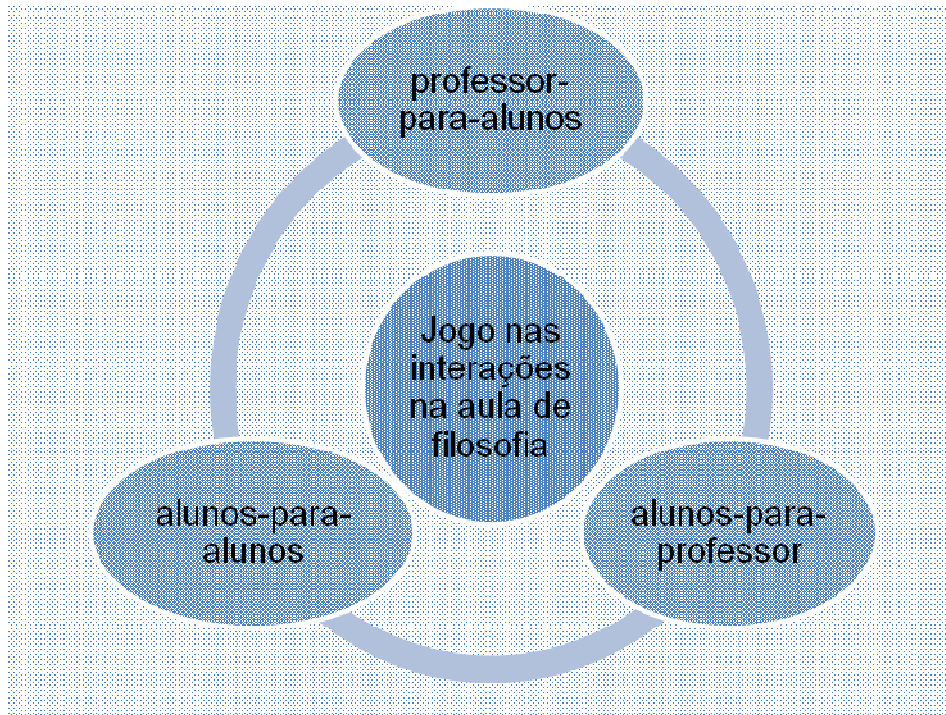 professor-
para-alunos
Jogo nas
interações
na aula de
filosofia
alunos-para-
alunos
alunos-para-
professor